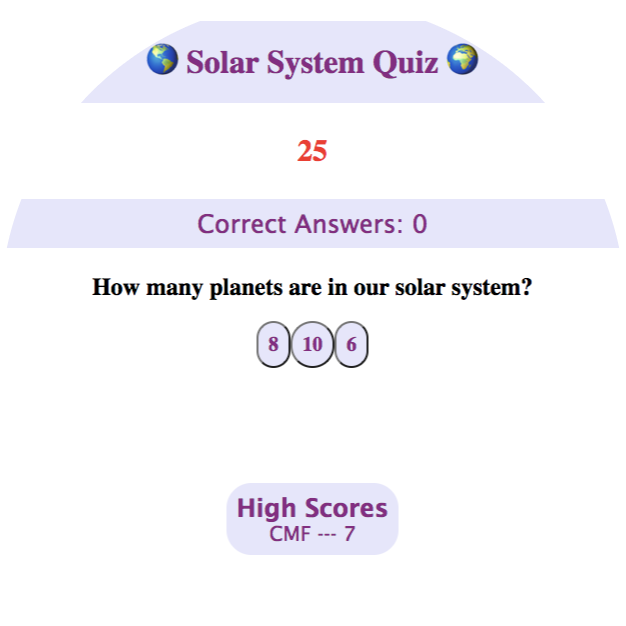 🌎 Solar System Quiz 🌍
25
Correct Answers: 0
How many planets are in our solar system?
8 10 6
High Scores
CMF --- 7